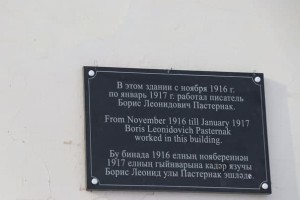 В этом здании с ноября 1916 г.
по январь 1917 г. работал писатель
Борис Леонидович Пастернак.
From November 1916 till January 1917
Boris Leonidovich Pasternak
worked in this building.
Бу бинада 1916 елның новбереннән
1917 елның гыйнварына кадәр язучы
Борис Леонид улы Пастернак эшләде.